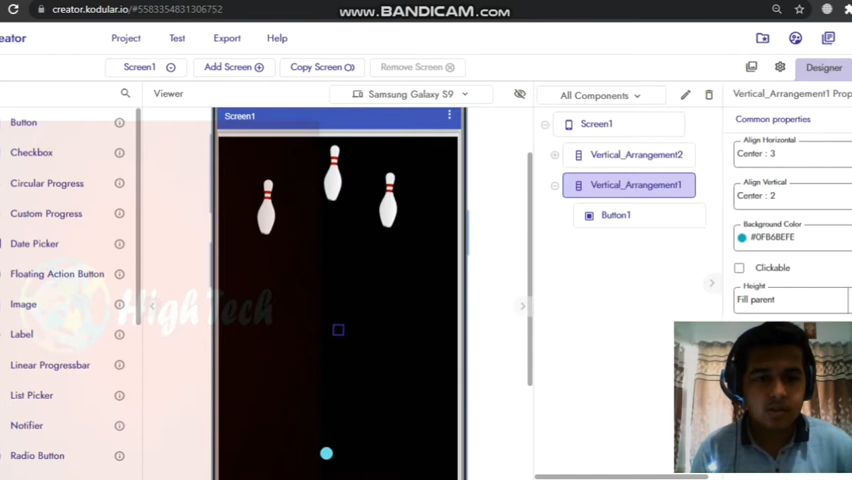 creator.kodular.io/#5583354831306752
www.BANDICAM.com
eator
Project
Test
Export
Help
Screen1
Add Screen
Copy Screen
Remove Screen
Designer
Viewer
Samsung Galaxy S9
All Components
Vertical_Arrangement1 Prop
Button
Checkbox
Circular Progress
Custom Progress
Date Picker
Floating Action Button
Image
Label
Linear Progressbar
List Picker
Notifier
Radio Button
High Tech
Screen1
Screen1
Vertical_Arrangement2
Vertical_Arrangement1
Button1
Common properties
Align Horizontal
Center : 3
Align Vertical
Center : 2
Background Color
#0FB6BEFE
Clickable
Height
Fill parent